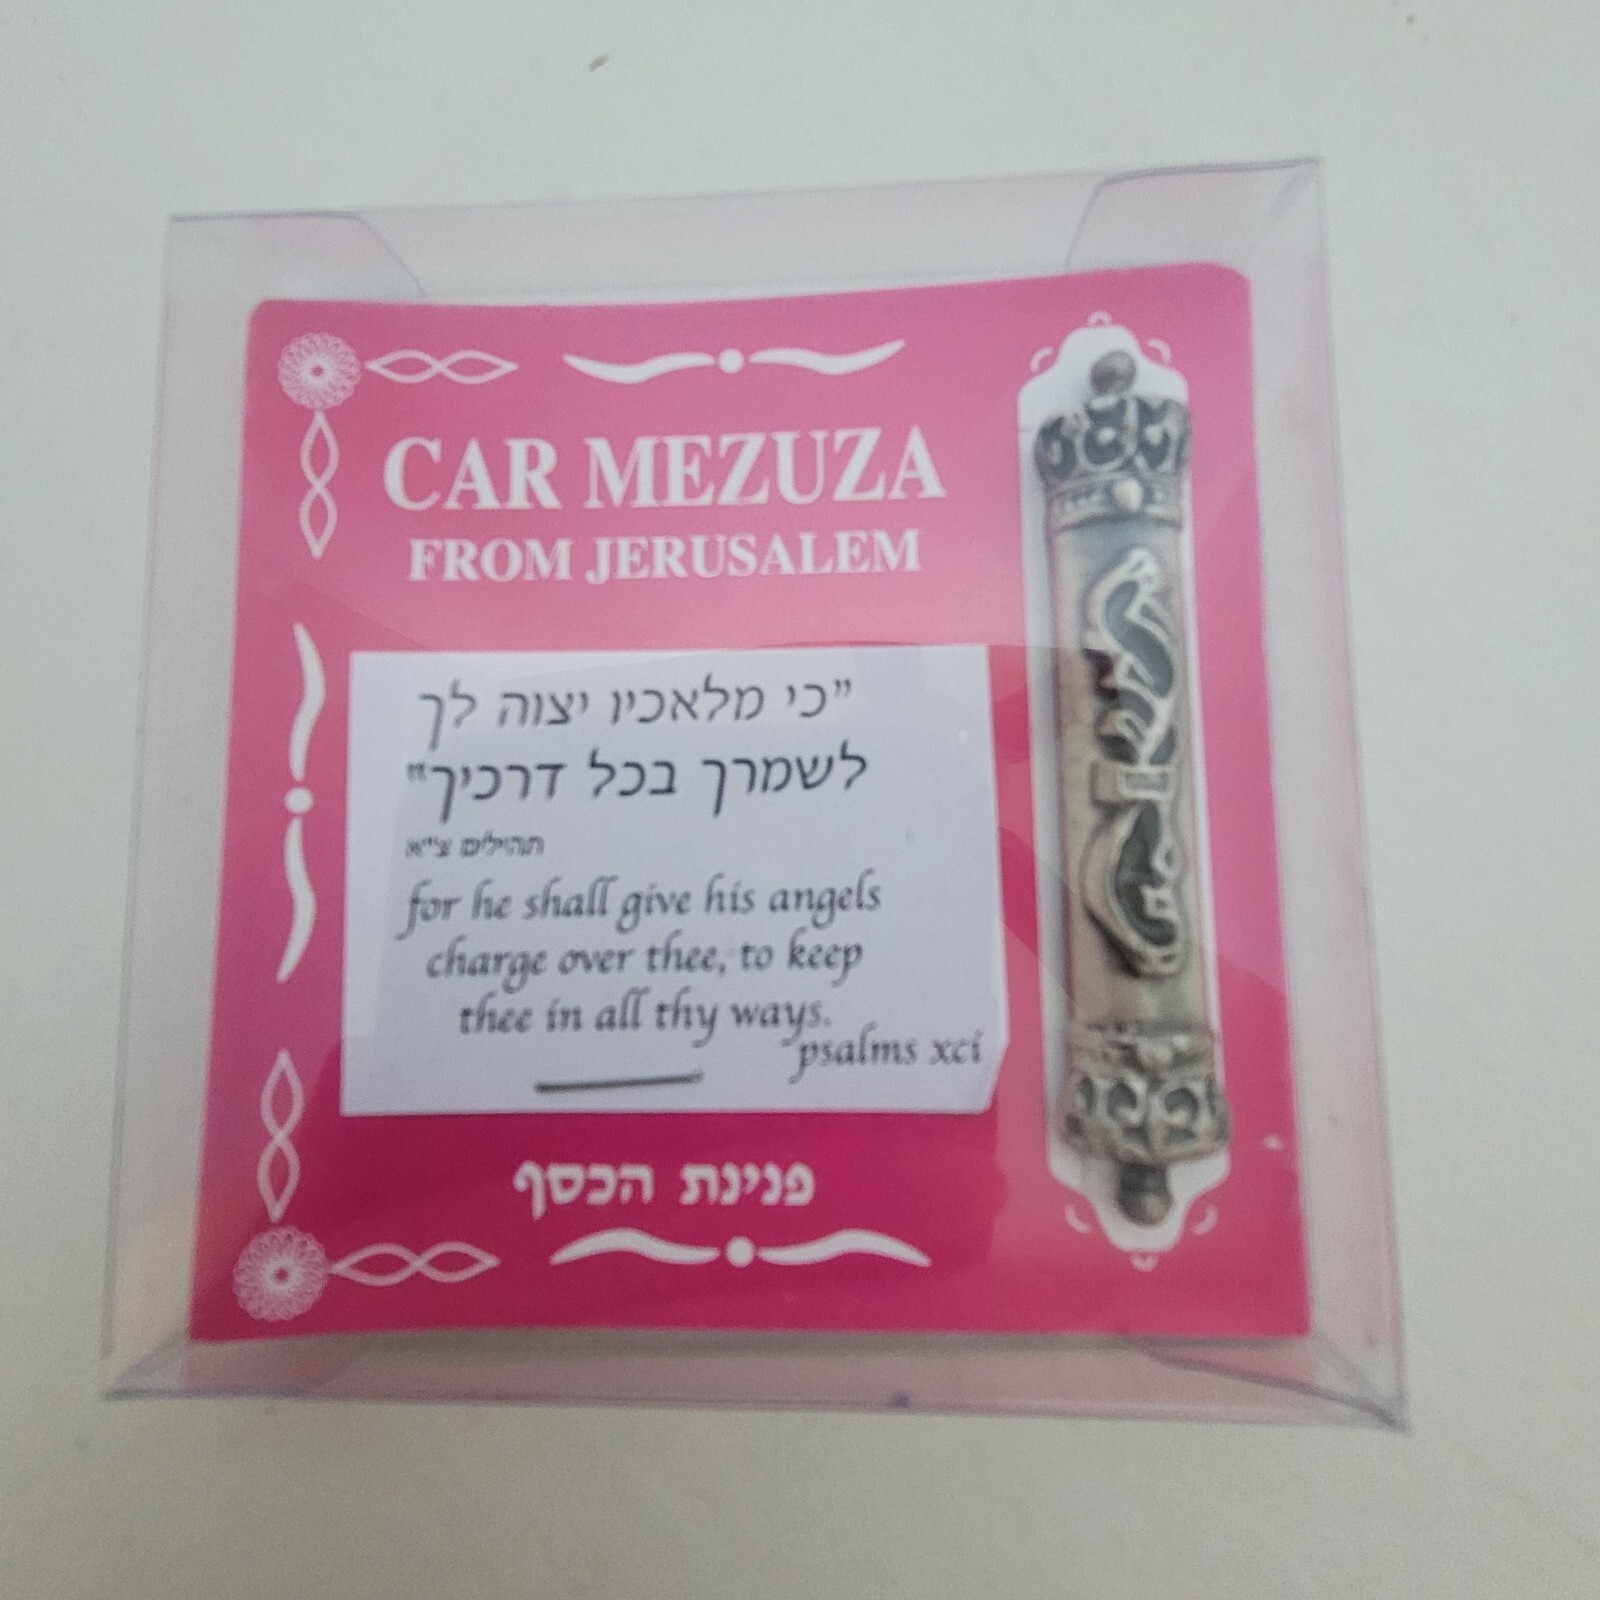 CAR MEZUZA
FROM JERUSALEM
"כי מלאכיו יצוה לך
לשמרך בכל דרכיך"
תהילים צ"א
for he shall give his angels
charge over thee, to keep
thee in all thy ways.
psalms xci
פנינת הכסף